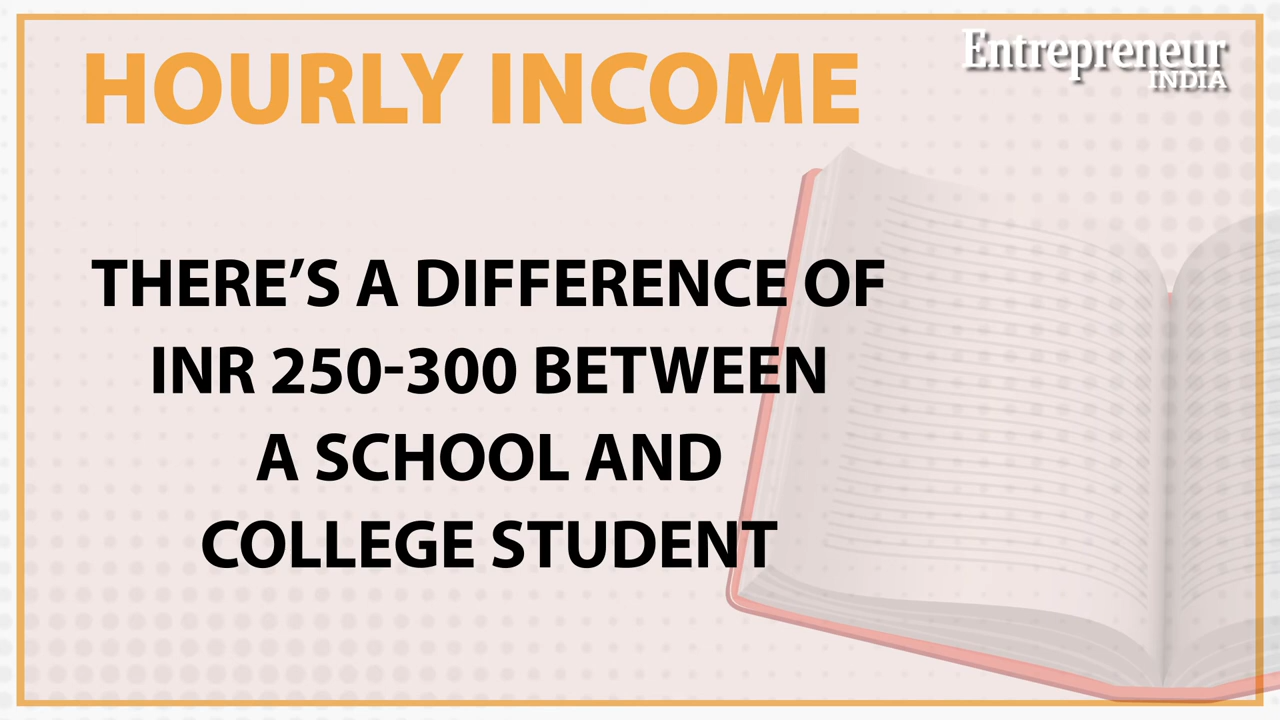 HOURLY INCOME
Entrepreneur
INDIA
THERE’S A DIFFERENCE OF
INR 250-300 BETWEEN
A SCHOOL AND
COLLEGE STUDENT